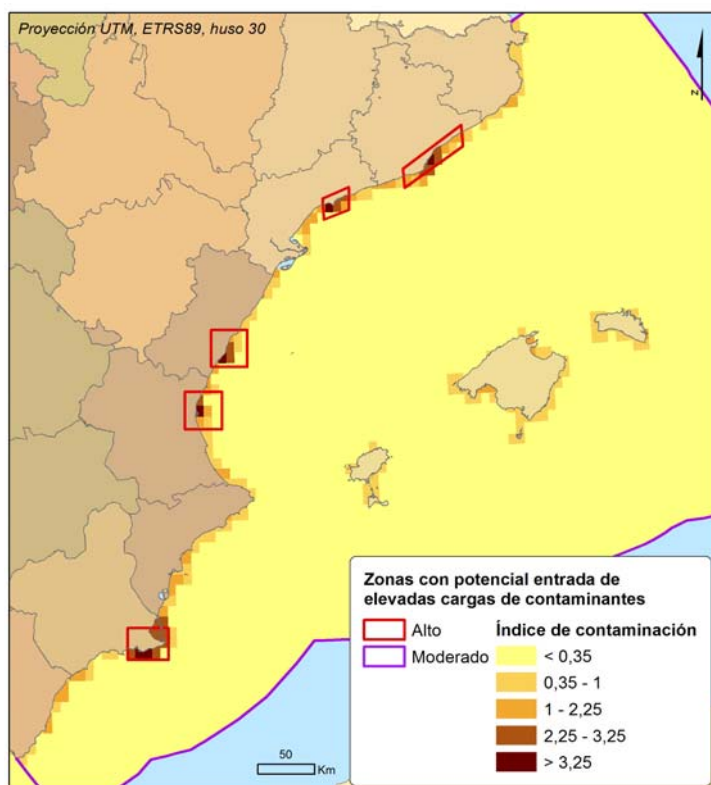 Proyección UTM, ETRS89, huso 30
N
Zonas con potencial entrada de
elevadas cargas de contaminantes
Alto
Moderado
Índice de contaminación
< 0,35
0,35 - 1
1 - 2,25
2,25 - 3,25
> 3,25
50
Km